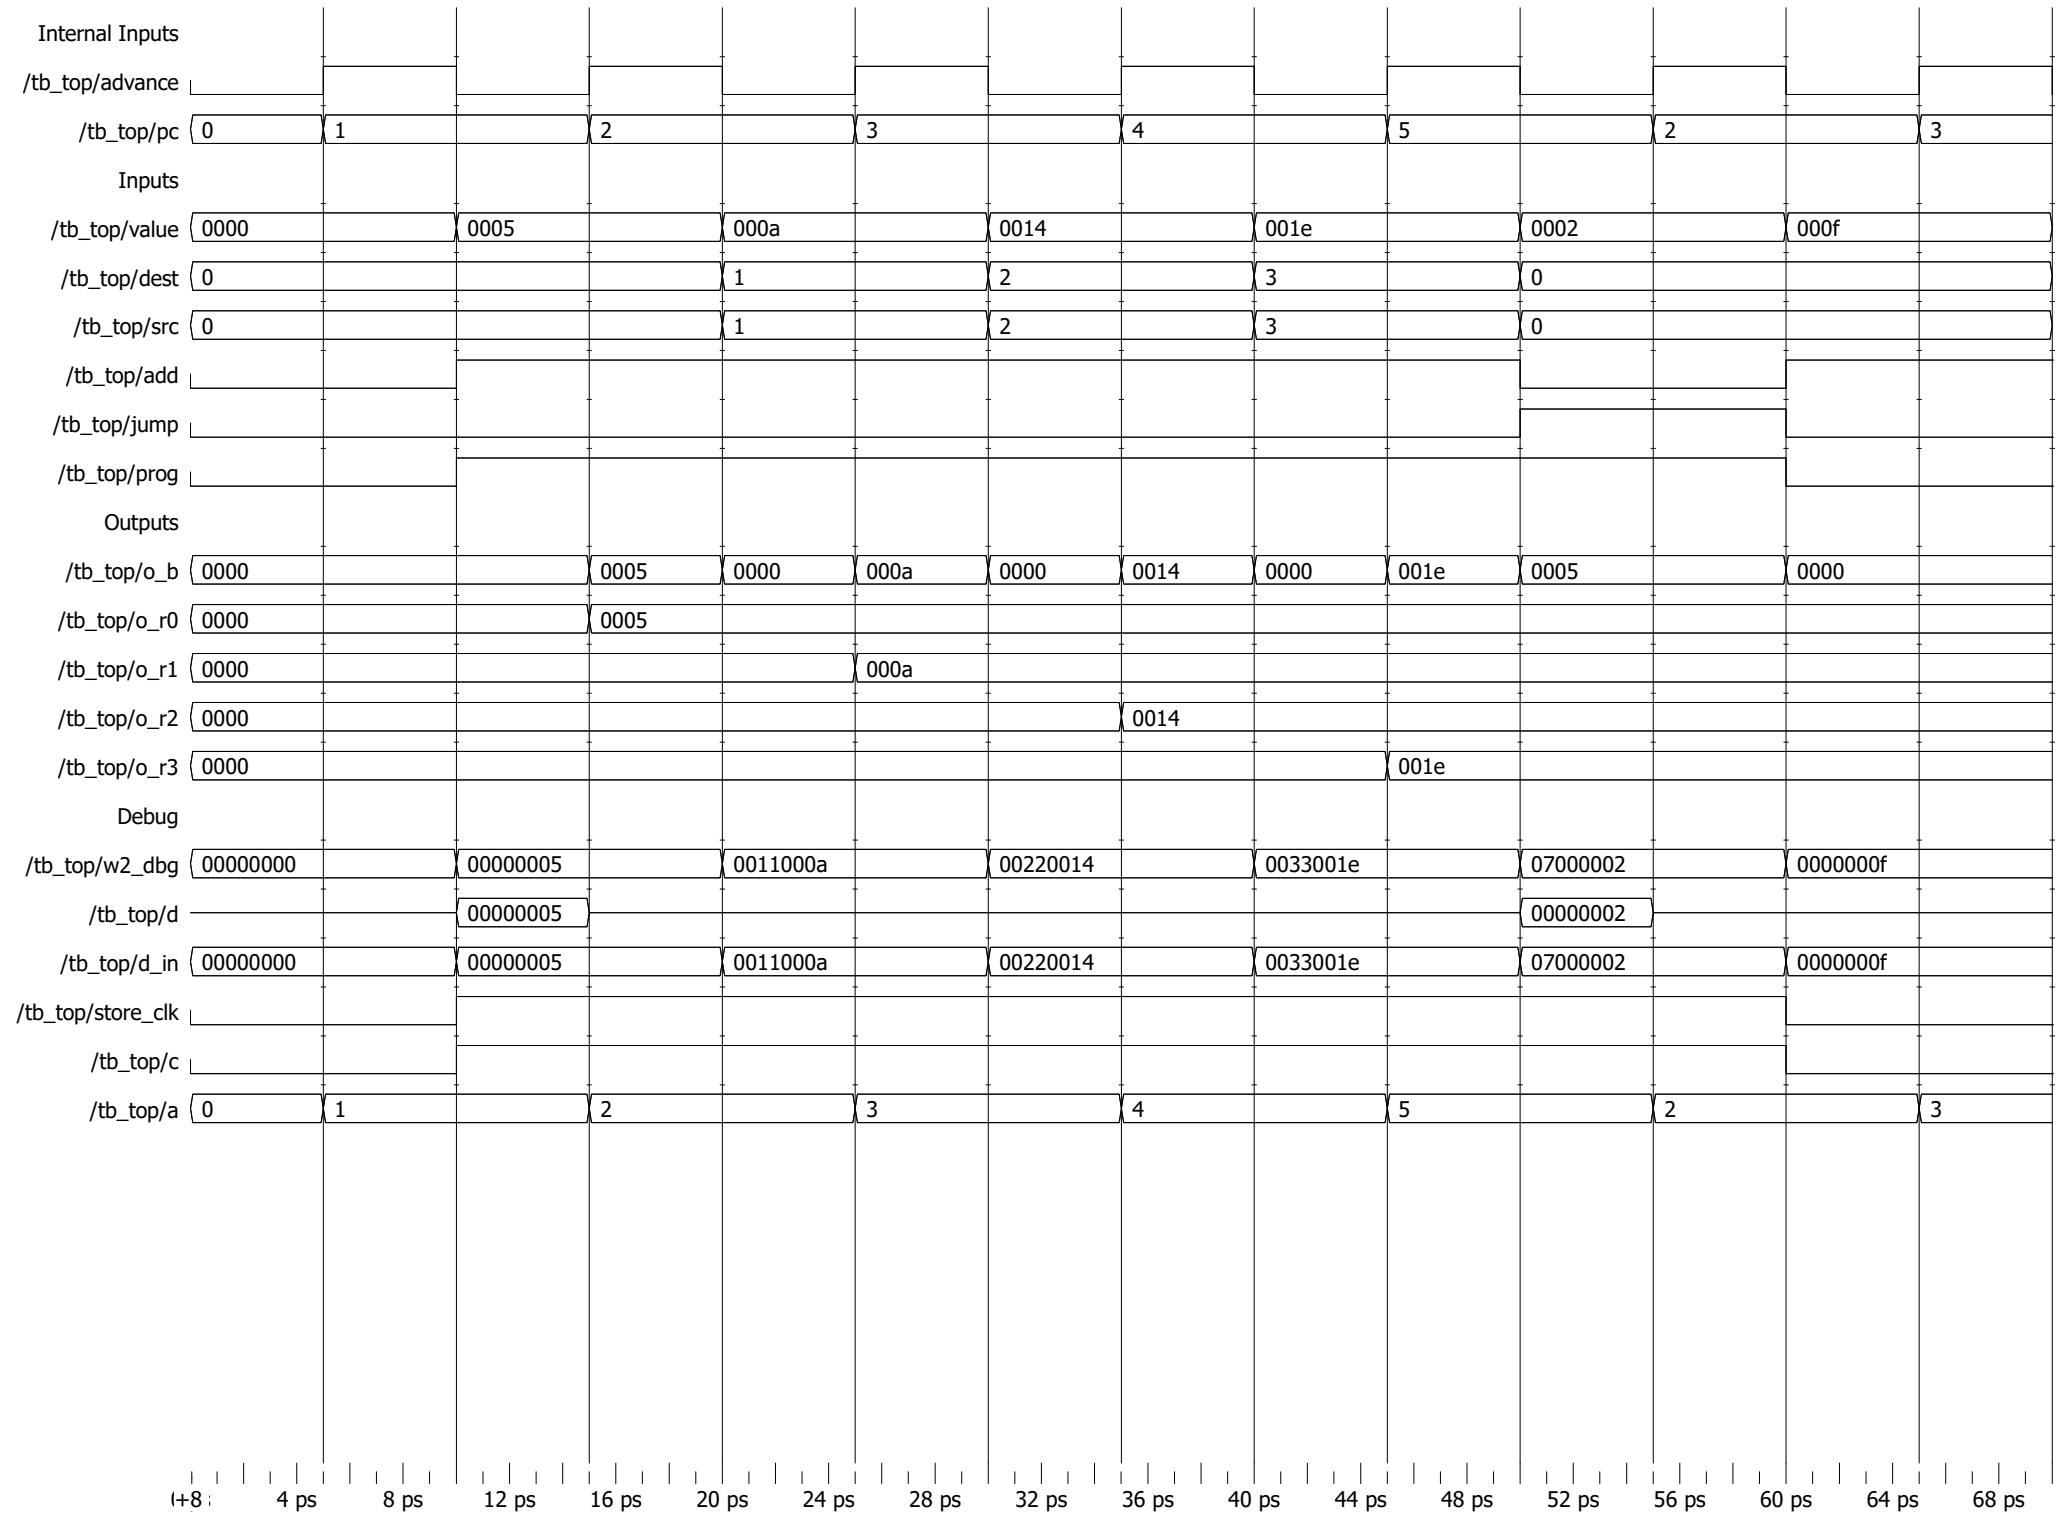 Internal Inputs
/tb_top/advance
/tb_top/pc 0 1 2 3 4 5 2 3
Inputs
/tb_top/value 0000 0005 000a 0014 001e 0002 000f
/tb_top/dest 0 1 2 3 0
/tb_top/src 0 1 2 3 0
/tb_top/add
/tb_top/jump
/tb_top/prog
Outputs
/tb_top/o_b 0000 0005 0000 000a 0000 0014 0000 001e 0005 0000
/tb_top/o_r0 0000 0005
/tb_top/o_r1 0000 000a
/tb_top/o_r2 0000 0014
/tb_top/o_r3 0000 001e
Debug
/tb_top/w2_dbg 00000000 00000005 0011000a 00220014 0033001e 07000002 0000000f
/tb_top/d 00000005 00000002
/tb_top/d_in 00000000 00000005 0011000a 00220014 0033001e 07000002 0000000f
/tb_top/store_clk
/tb_top/c
/tb_top/a 0 1 2 3 4 5 2 3
4 ps 8 ps 12 ps 16 ps 20 ps 24 ps 28 ps 32 ps 36 ps 40 ps 44 ps 48 ps 52 ps 56 ps 60 ps 64 ps 68 ps